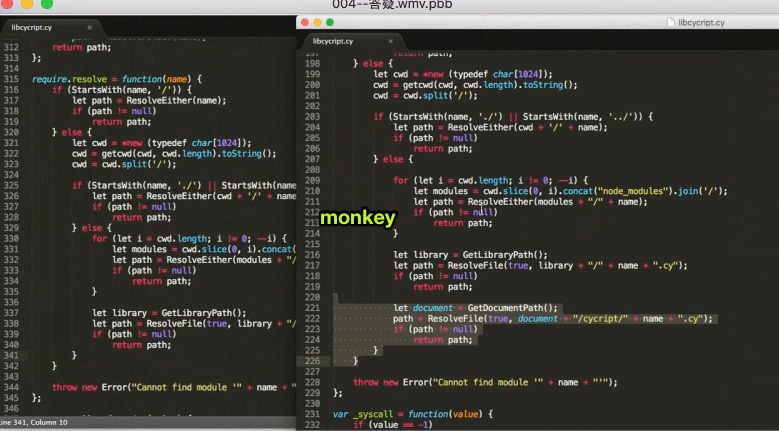 004--答疑.wmv.pbb
libcycript.cy
312 return path;
313 };
314
315 require.resolve = function(name) {
316 if (StartsWith(name, '/')) {
317 let path = ResolveEither(name);
318 if (path != null)
319 return path;
320 } else {
321 let cwd = *new (typedef char[1024]);
322 cwd = getcwd(cwd, cwd.length).toString();
323 cwd = cwd.split('/');
324
325 if (StartsWith(name, './') || StartsWith(name,
326 let path = ResolveEither(cwd + '/' + name
327 if (path != null)
328 return path;
329 } else {
330 for (let i = cwd.length; i != 0; --i) {
331 let modules = cwd.slice(0, i).concat(
332 let path = ResolveEither(modules + "/
333 if (path != null)
334 return path;
335 }
336
337 let library = GetLibraryPath();
338 let path = ResolveFile(true, library + "/
339 if (path != null)
340 return path;
341 }
342 }
343
344 throw new Error("Cannot find module '" + name +
345 };
346
Line 341, Column 10
libcycript.cy
libcycript.cy
197 return path;
198 } else {
199 let cwd = *new (typedef char[1024]);
200 cwd = getcwd(cwd, cwd.length).toString();
201 cwd = cwd.split('/');
202
203 if (StartsWith(name, './') || StartsWith(name, '../')) {
204 let path = ResolveEither(cwd + '/' + name);
205 if (path != null)
206 return path;
207 } else {
208
209 for (let i = cwd.length; i != 0; --i) {
210 let modules = cwd.slice(0, i).concat("node_modules").join('/');
211 let path = ResolveEither(modules + "/" + name);
212 if (path != null)
213 return path;
214 }
monkey
216 let library = GetLibraryPath();
217 let path = ResolveFile(true, library + "/" + name + ".cy");
218 if (path != null)
219 return path;
220
221 let document = GetDocumentPath();
222 path = ResolveFile(true, document + "/cycript/" + name + ".cy");
223 if (path != null)
224 return path;
225 }
226 }
227
228 throw new Error("Cannot find module '" + name + "'");
229 };
230
231 var _syscall = function(value) {
232 if (value == -1)